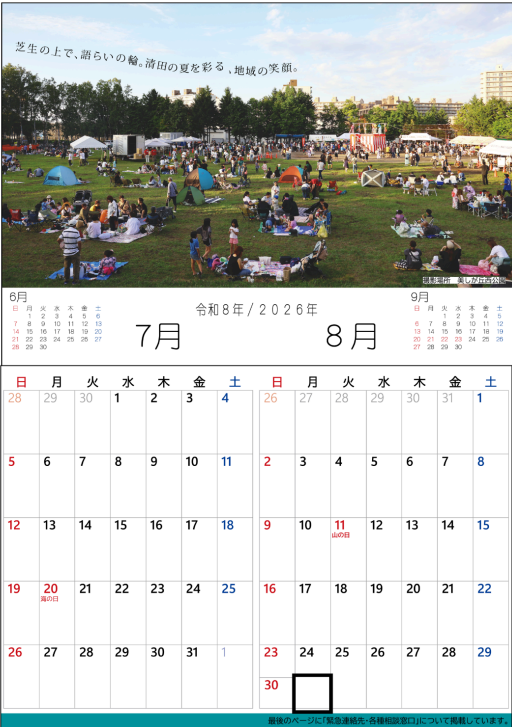 芝生の上で、語らいの輪。清田の夏を彩る、地域の笑顔。
撮影場所 美しが丘西公園
6月
日 月 火 水 木 金 土
1 2 3 4 5 6
7 8 9 10 11 12 13
14 15 16 17 18 19 20
21 22 23 24 25 26 27
28 29 30
令和8年/2026年
7月
8月
9月
日 月 火 水 木 金 土
1 2 3 4 5
6 7 8 9 10 11 12
13 14 15 16 17 18 19
20 21 22 23 24 25 26
27 28 29 30
日 月 火 水 木 金 土
28 29 30 1 2 3 4
5 6 7 8 9 10 11
12 13 14 15 16 17 18
19 20 21 22 23 24 25
海の日
26 27 28 29 30 31 1
日 月 火 水 木 金 土
26 27 28 29 30 31 1
2 3 4 5 6 7 8
9 10 11 12 13 14 15
山の日
16 17 18 19 20 21 22
23 24 25 26 27 28 29
30
最後のページに「緊急連絡先・各種相談窓口」について掲載しています。